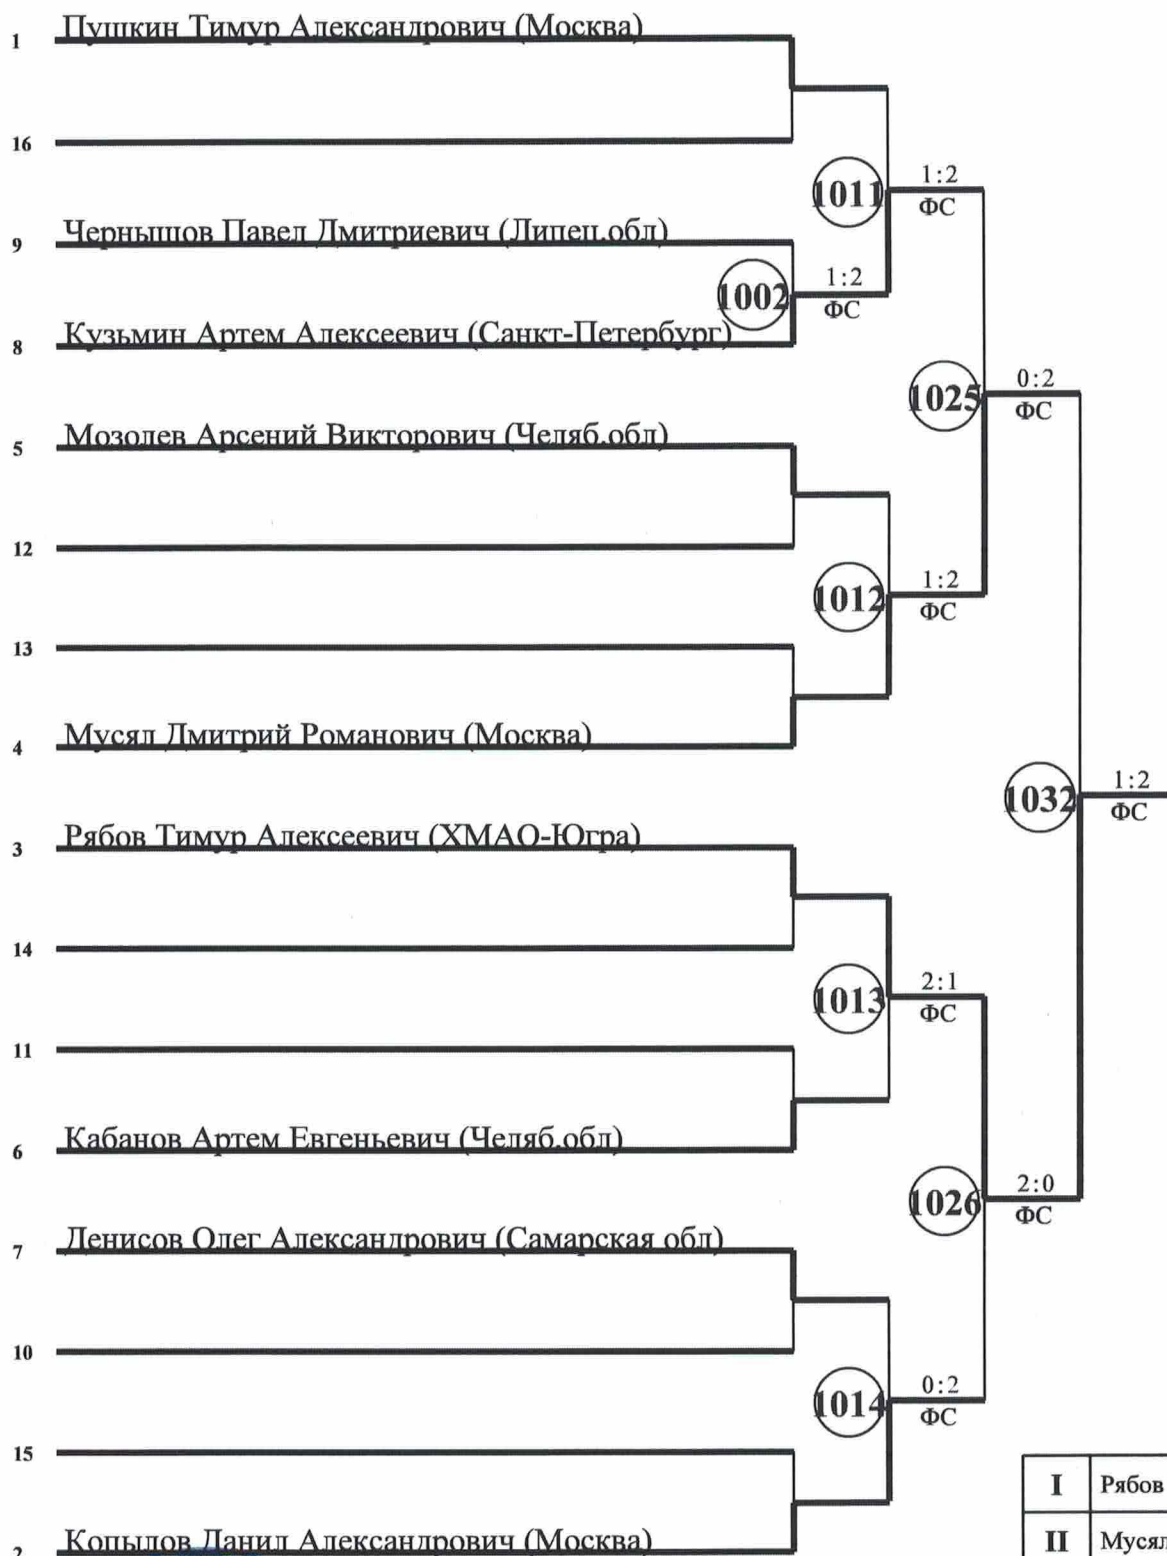 1 Пушкин Тимур Александрович (Москва)
16
1011 1:2 ФС
9 Чернышов Павел Дмитриевич (Липец.обл)
1002 1:2 ФС
8 Кузьмин Артем Алексеевич (Санкт-Петербург)
1025 0:2 ФС
5 Мозолев Арсений Викторович (Челяб.обл)
12
1012 1:2 ФС
13
4 Мусял Дмитрий Романович (Москва)
1032 1:2 ФС
3 Рябов Тимур Алексеевич (ХМАО-Югра)
14
1013 2:1 ФС
11
6 Кабанов Артем Евгеньевич (Челяб.обл)
1026 2:0 ФС
7 Денисов Олег Александрович (Самарская обл)
10
1014 0:2 ФС
15
2 Копылов Данил Александрович (Москва)
I Рябов
II Мусял